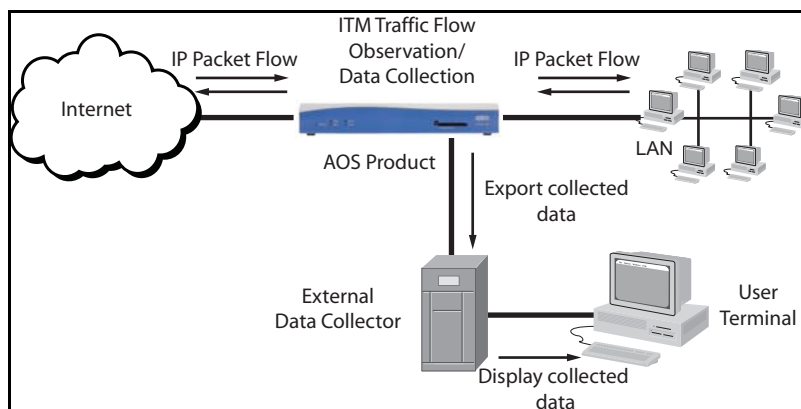 ITM Traffic Flow
Observation/
Data Collection
IP Packet Flow
IP Packet Flow
Internet
LAN
AOS Product
Export collected
data
External
Data Collector
User
Terminal
Display collected
data